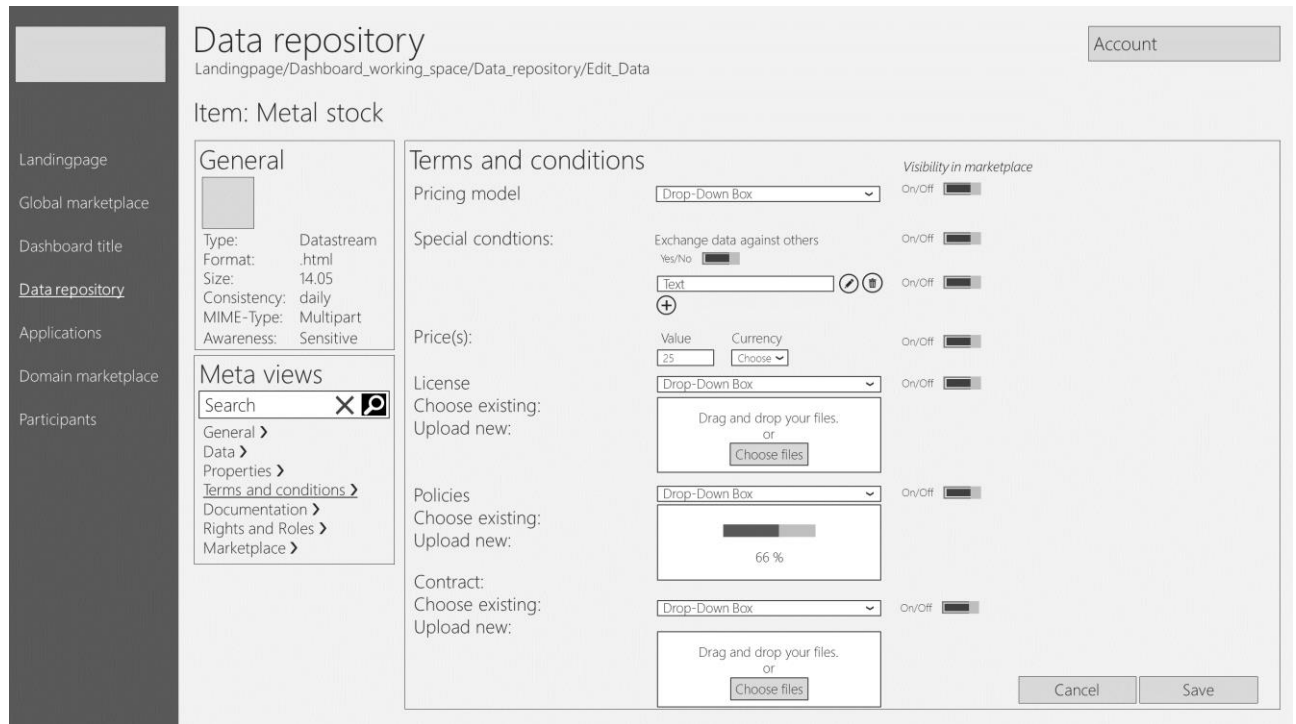 Data repository
Account
Landingpage/Dashboard_working_space/Data_repository/Edit_Data
Item: Metal stock
Landingpage
Global marketplace
Dashboard title
Data repository
Applications
Domain marketplace
Participants
General
Type: Datastream
Format: .html
Size: 14.05
Consistency: daily
MIME-Type: Multipart
Awareness: Sensitive
Meta views
Search
General
Data
Properties
Terms and conditions
Documentation
Rights and Roles
Marketplace
Terms and conditions
Visibility in marketplace
Pricing model Drop-Down Box On/Off
Special condtions: Exchange data against others On/Off
Yes/No
Text On/Off
Price(s): Value Currency On/Off
25 Choose
License Drop-Down Box On/Off
Choose existing:
Upload new:
Drag and drop your files.
or
Choose files
Policies Drop-Down Box On/Off
Choose existing:
Upload new:
66 %
Contract:
Choose existing: Drop-Down Box On/Off
Upload new:
Drag and drop your files.
or
Choose files
Cancel Save